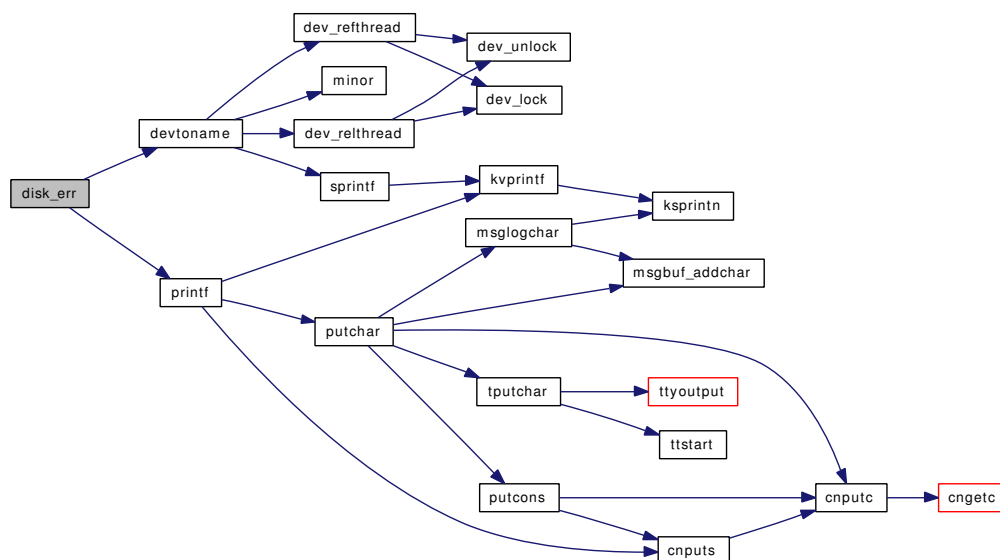 dev_refthread
dev_unlock
minor
dev_lock
devtoname
dev_relthread
disk_err
sprintf
kvprintf
ksprintn
msglogchar
msgbuf_addchar
printf
putchar
tputchar
ttyoutput
ttstart
putcons
cnputc
cngetc
cnputs